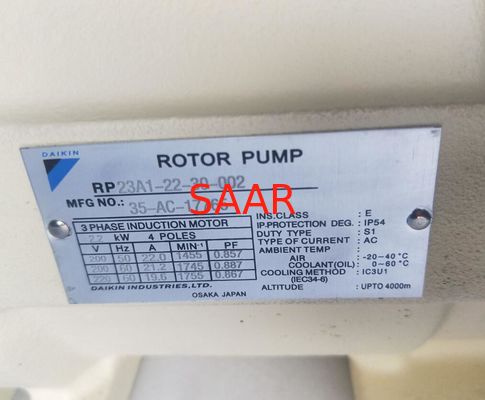 DAIKIN
ROTOR PUMP
RP23A1-22-30-002
MFG NO.: 35-AC-1
SAAR
3 PHASE INDUCTION MOTOR
kW 4 POLES
V Hz A MIN-1 PF
200 50 22.0 1455 0.857
200 60 21.2 1745 0.887
220 60 19.6 1755 0.867
DAIKIN INDUSTRIES,LTD.
OSAKA JAPAN
INS.CLASS : E
IP.PROTECTION DEG. : IP54
DUTY TYPE : S1
TYPE OF CURRENT : AC
AMBIENT TEMP
AIR : -20~40°C
COOLANT(OIL) : 0~60°C
COOLING METHOD : IC3U1
(IEC34-6)
ALTITUDE : UPTO 4000m